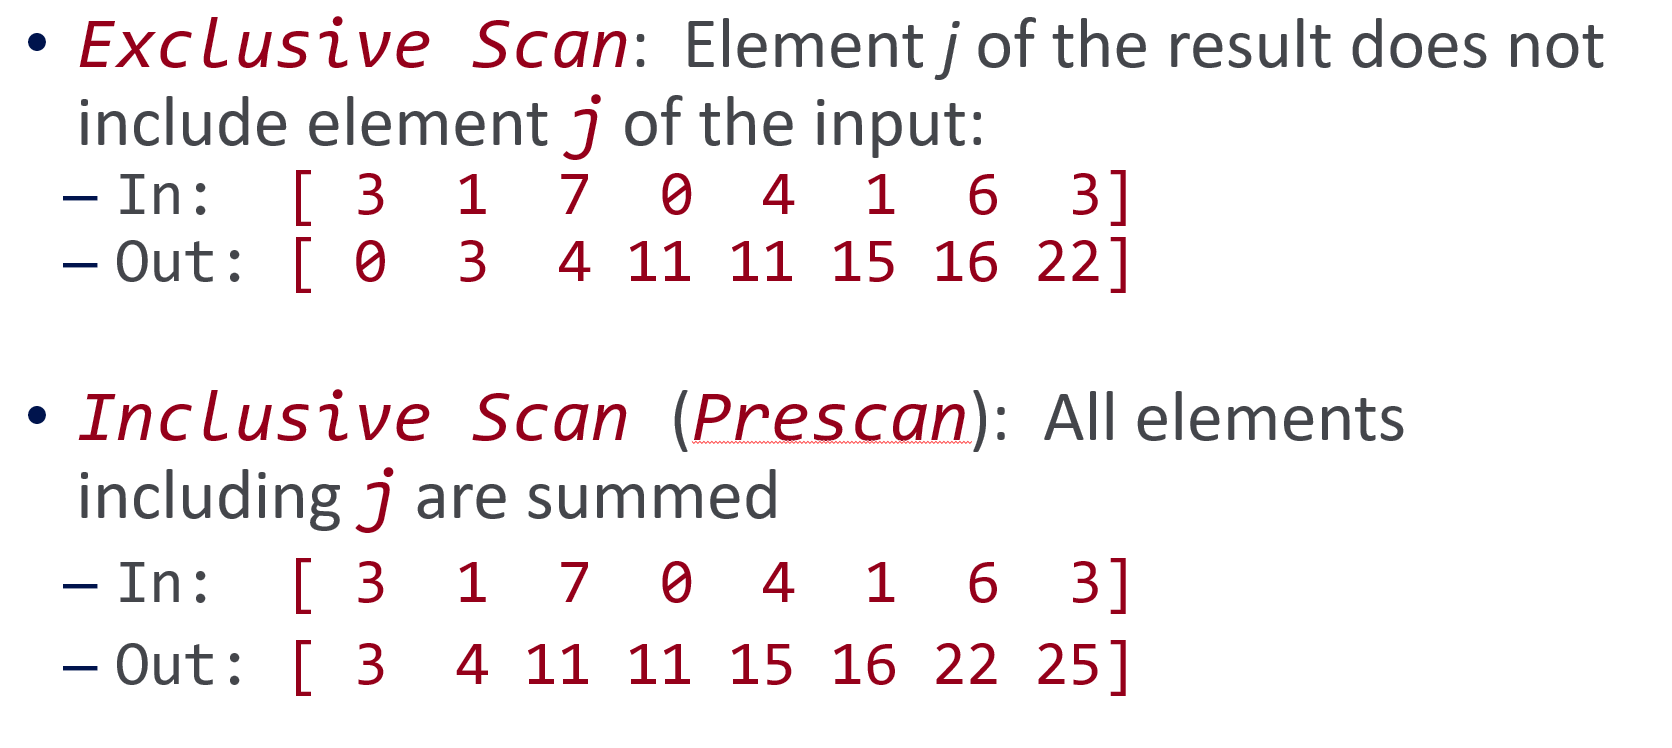 • Exclusive Scan: Element j of the result does not
include element j of the input:
– In: [ 3 1 7 0 4 1 6 3]
– Out: [ 0 3 4 11 11 15 16 22]
• Inclusive Scan (Prescan): All elements
including j are summed
– In: [ 3 1 7 0 4 1 6 3]
– Out: [ 3 4 11 11 15 16 22 25]